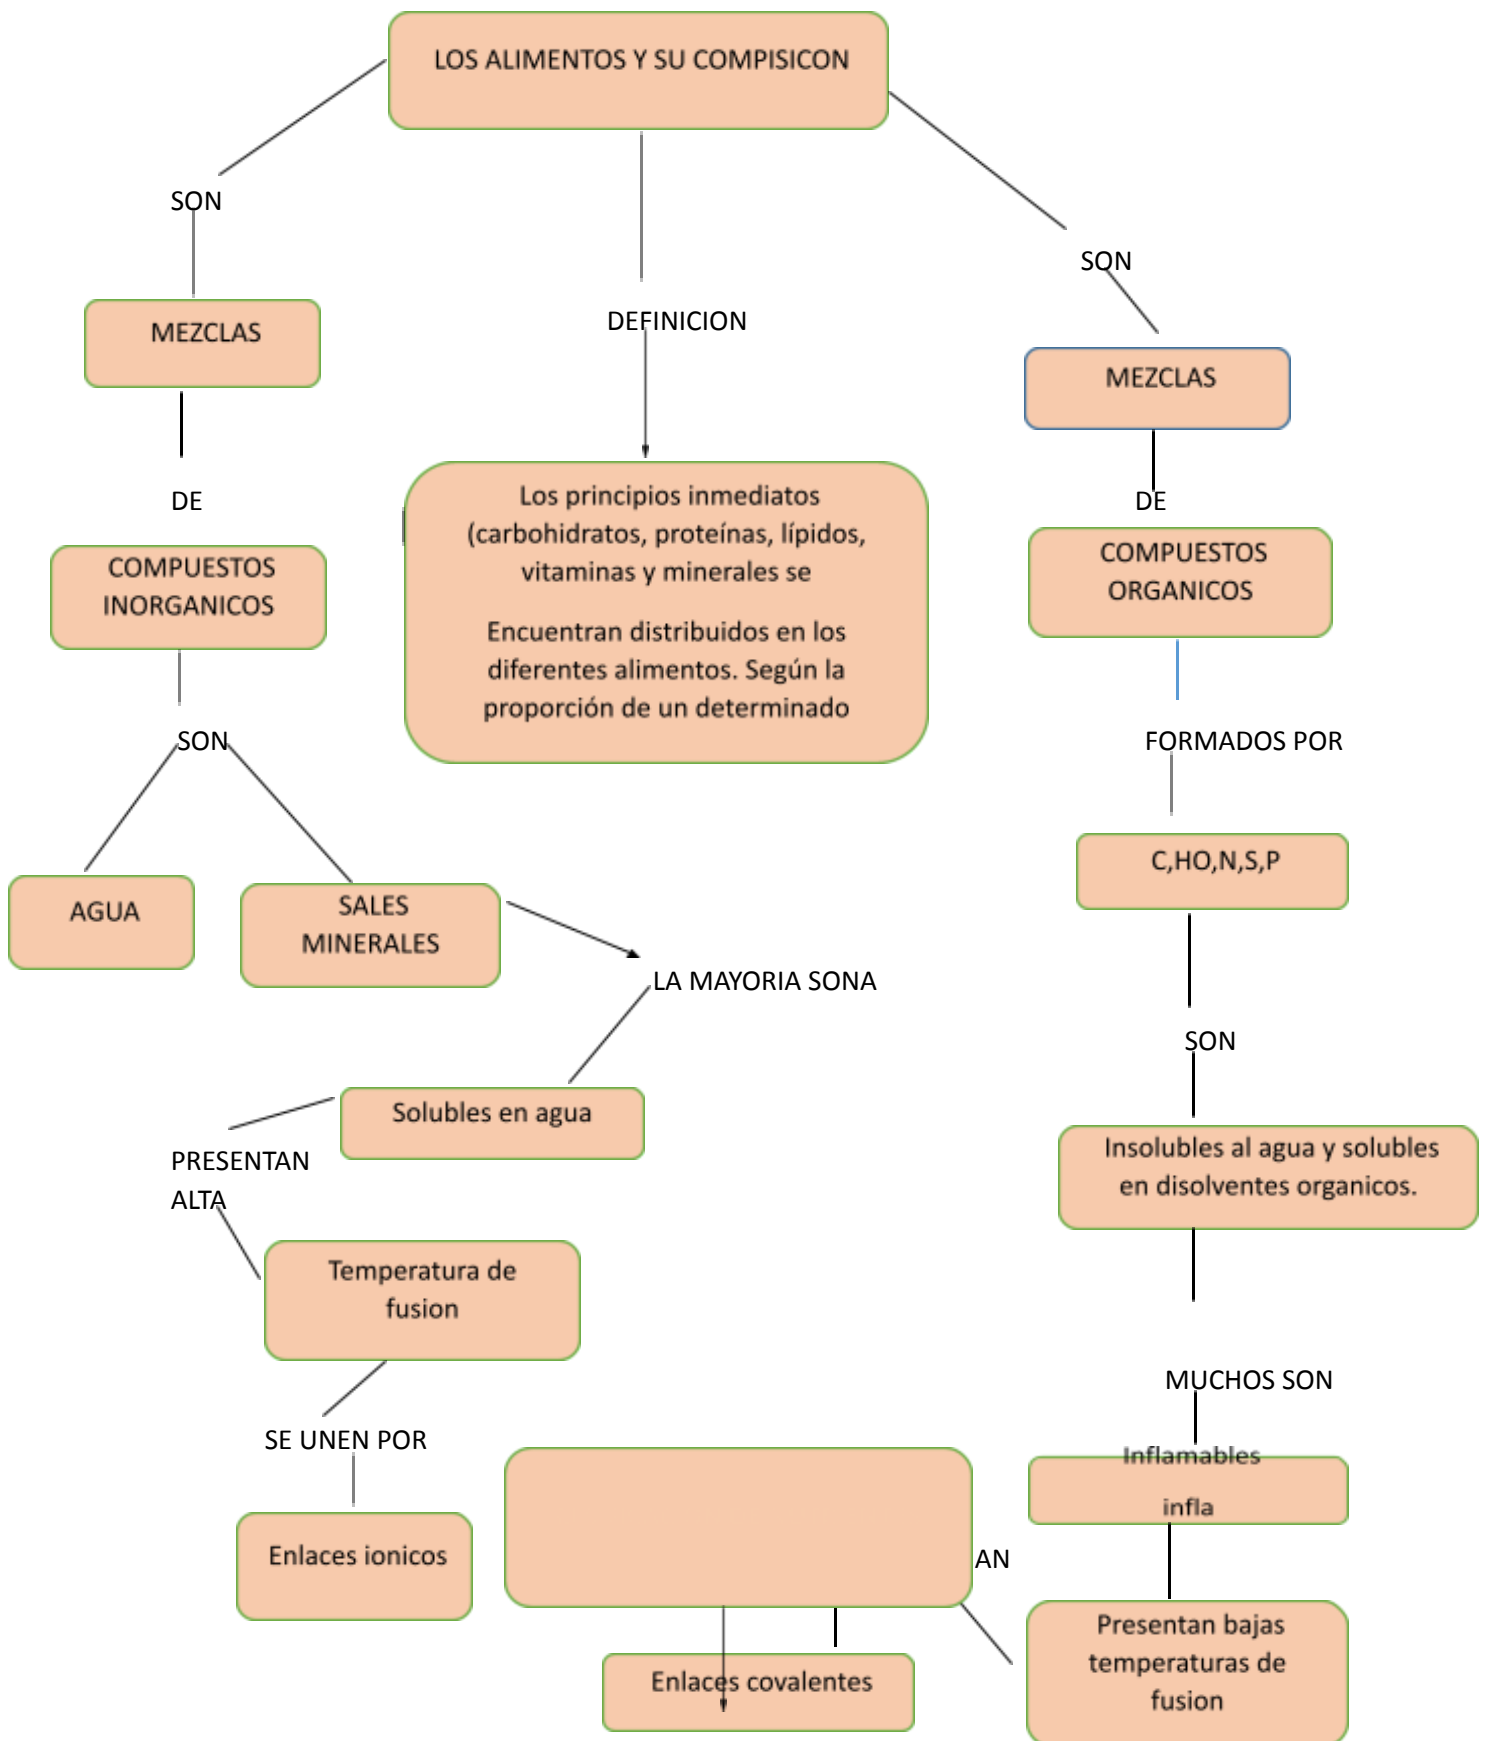 LOS ALIMENTOS Y SU COMPISICON
SON
SON
DEFINICION
MEZCLAS
MEZCLAS
DE
DE
Los principios inmediatos
(carbohidratos, proteínas, lípidos,
vitaminas y minerales se
Encuentran distribuidos en los
diferentes alimentos. Según la
proporción de un determinado
COMPUESTOS
INORGANICOS
COMPUESTOS
ORGANICOS
SON
FORMADOS POR
AGUA
SALES
MINERALES
C,HO,N,S,P
LA MAYORIA SONA
SON
Solubles en agua
PRESENTAN
ALTA
Insolubles al agua y solubles
en disolventes organicos.
Temperatura de
fusion
MUCHOS SON
SE UNEN POR
Inflamables
infla
Enlaces ionicos
AN
Presentan bajas
temperaturas de
fusion
Enlaces covalentes